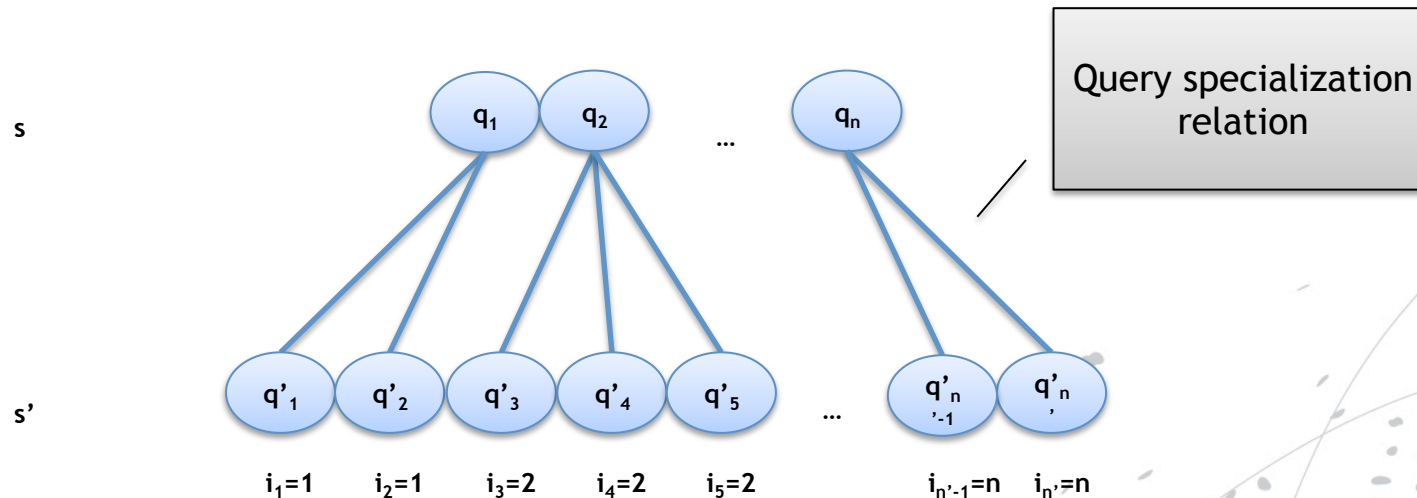 Query specialization
relation
s
q₁ q₂ ... qₙ
s’
q’₁ q’₂ q’₃ q’₄ q’₅ ... q’ₙ q’ₙ
’-1 ’
i₁=1 i₂=1 i₃=2 i₄=2 i₅=2 iₙ’₋₁=n iₙ’=n